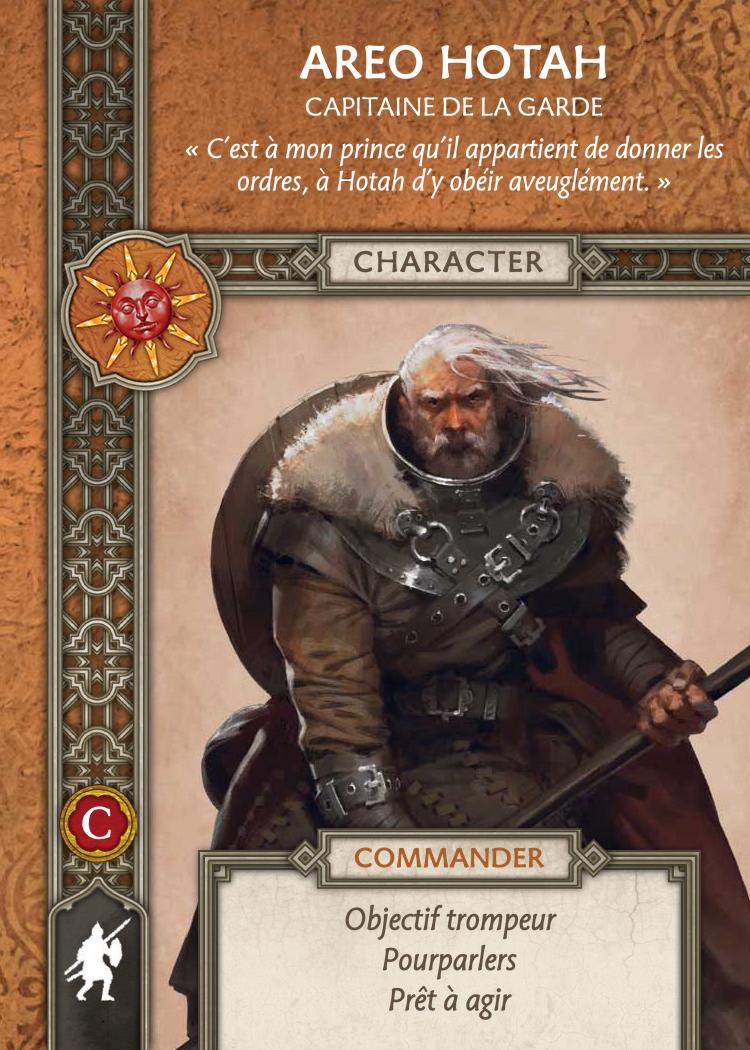 AREO HOTAH
CAPITAINE DE LA GARDE
« C’est à mon prince qu’il appartient de donner les
ordres, à Hotah d’y obéir aveuglément. »
CHARACTER
C
COMMANDER
Objectif trompeur
Pourparlers
Prêt à agir